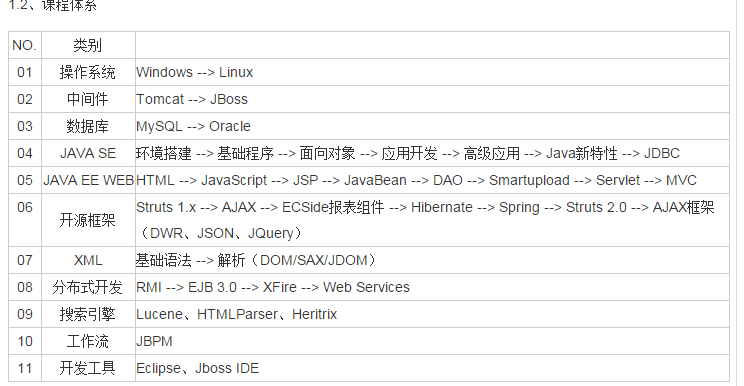 1.2、课程体系
NO. 类别
01 操作系统 Windows --> Linux
02 中间件 Tomcat --> JBoss
03 数据库 MySQL --> Oracle
04 JAVA SE 环境搭建 --> 基础程序 --> 面向对象 --> 应用开发 --> 高级应用 --> Java新特性 --> JDBC
05 JAVA EE WEB HTML --> JavaScript --> JSP --> JavaBean --> DAO --> Smartupload --> Servlet --> MVC
06 开源框架 Struts 1.x --> AJAX --> ECSide报表组件 --> Hibernate --> Spring --> Struts 2.0 --> AJAX框架
（DWR、JSON、JQuery）
07 XML 基础语法 --> 解析（DOM/SAX/JDOM）
08 分布式开发 RMI --> EJB 3.0 --> XFire --> Web Services
09 搜索引擎 Lucene、HTMLParser、Heritrix
10 工作流 JBPM
11 开发工具 Eclipse、Jboss IDE